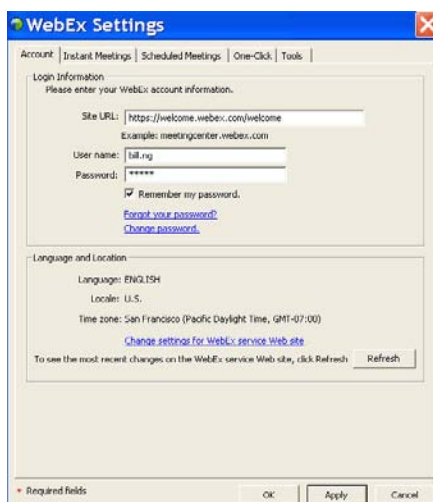 WebEx Settings
Account Instant Meetings Scheduled Meetings One-Click Tools
Login Information
Please enter your WebEx account information.
Site URL: https://welcome.webex.com/welcome
Example: meetingcenter.webex.com
User name: bill.ng
Password: *****
Remember my password.
Forgot your password?
Change password.
Language and Location
Language: ENGLISH
Locale: U.S.
Time zone: San Francisco (Pacific Daylight Time, GMT-07:00)
Change settings for WebEx service Web site
To see the most recent changes on the WebEx service Web site, click Refresh Refresh
* Required fields OK Apply Cancel